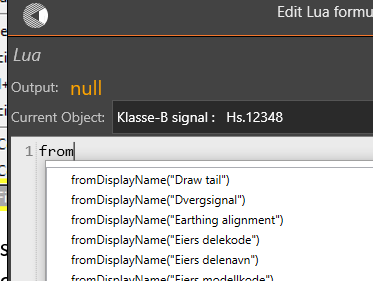 Edit Lua formu
Lua
Output: null
Current Object: Klasse-B signal : Hs.12348
1 from
fromDisplayName("Draw tail")
fromDisplayName("Dvergsignal")
fromDisplayName("Earthing alignment")
fromDisplayName("Eiers delekode")
fromDisplayName("Eiers delenavn")
fromDisplayName("Eiers modellkode")